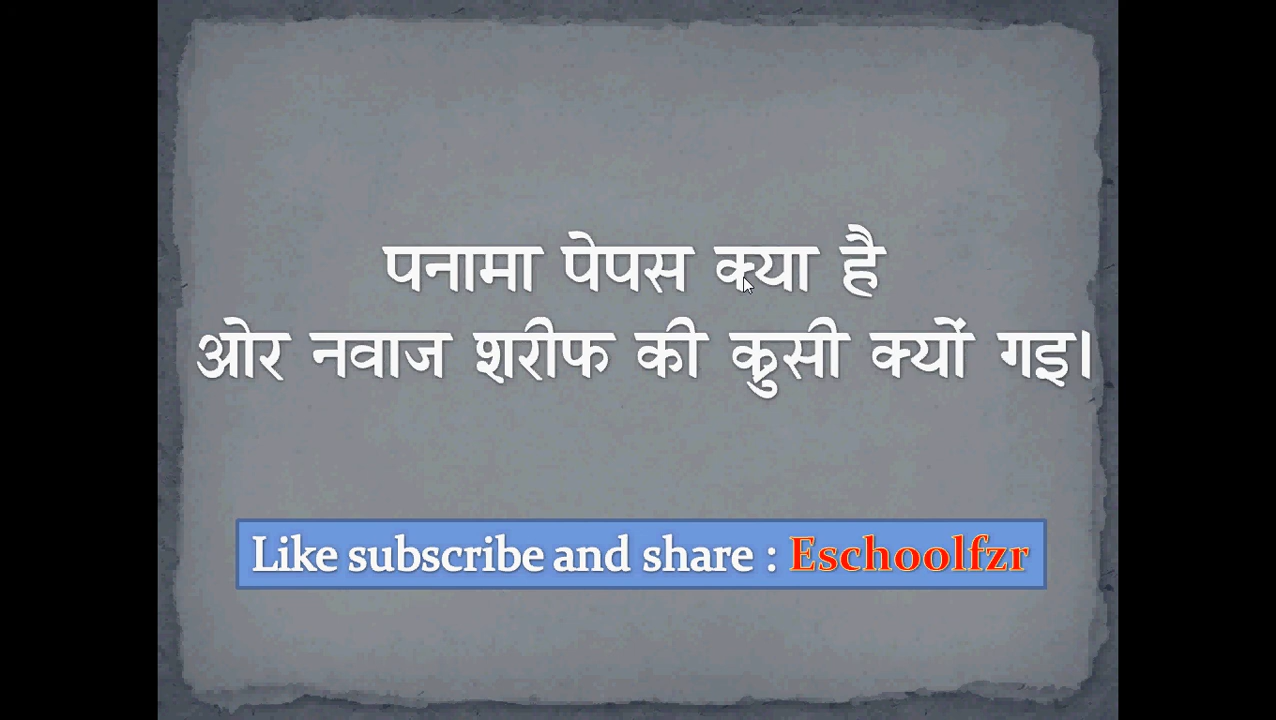 पनामा पेपस क्या है
ओर नवाज शरीफ की कुसी क्यों गइ।
Like subscribe and share : Eschoolfzr